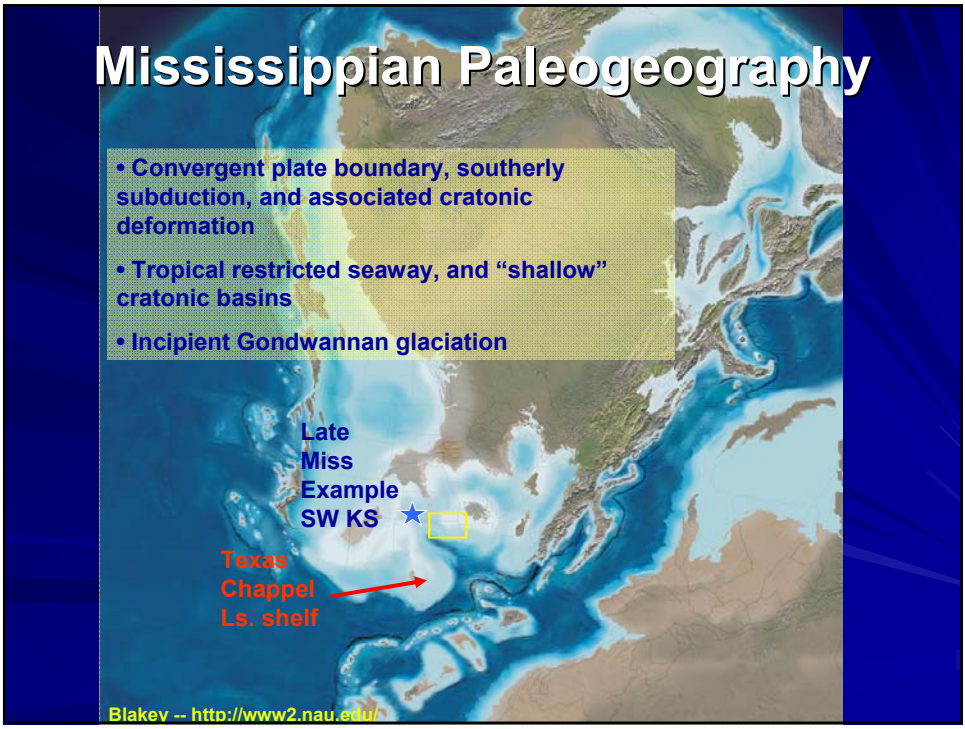 Mississippian Paleogeography
• Convergent plate boundary, southerly
subduction, and associated cratonic
deformation
• Tropical restricted seaway, and “shallow”
cratonic basins
• Incipient Gondwannan glaciation
Late
Miss
Example
SW KS
Texas
Chappel
Ls. shelf
Blakey -- http://www2.nau.edu/